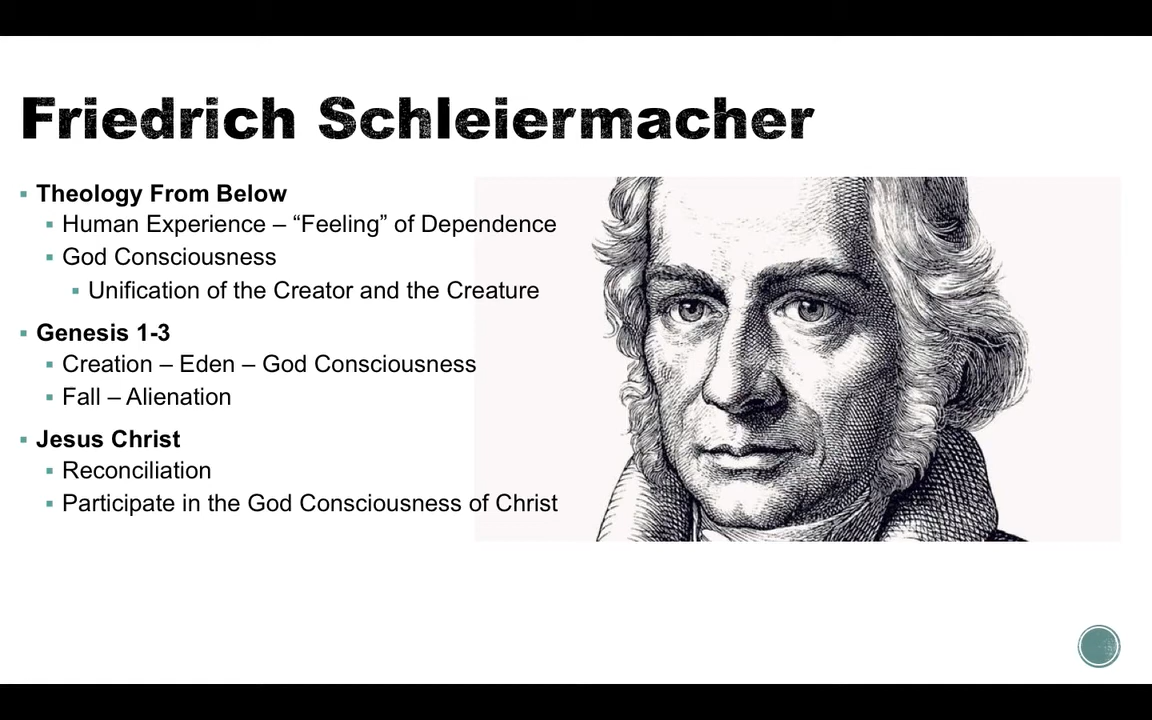 Friedrich Schleiermacher
Theology From Below
Human Experience – “Feeling” of Dependence
God Consciousness
Unification of the Creator and the Creature
Genesis 1-3
Creation – Eden – God Consciousness
Fall – Alienation
Jesus Christ
Reconciliation
Participate in the God Consciousness of Christ